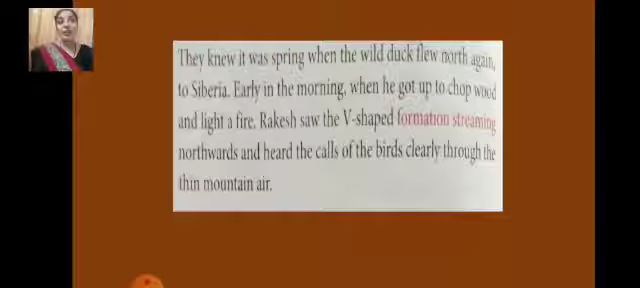 They knew it was spring when the wild duck flew north again,
to Siberia. Early in the morning, when he got up to chop wood
and light a fire. Rakesh saw the V-shaped formation streaming
northwards and heard the calls of the birds clearly through the
thin mountain air.